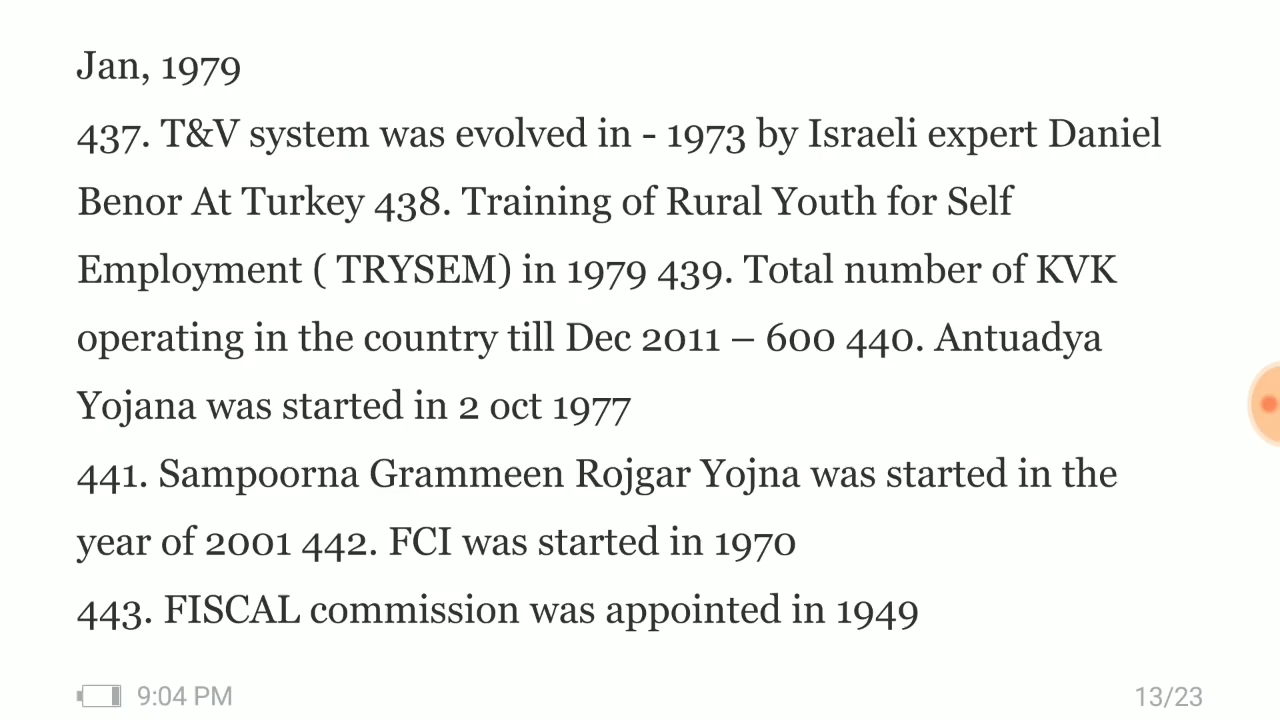 Jan, 1979
437. T&V system was evolved in - 1973 by Israeli expert Daniel
Benor At Turkey 438. Training of Rural Youth for Self
Employment ( TRYSEM) in 1979 439. Total number of KVK
operating in the country till Dec 2011 – 600 440. Antuadya
Yojana was started in 2 oct 1977
441. Sampoorna Grammeen Rojgar Yojna was started in the
year of 2001 442. FCI was started in 1970
443. FISCAL commission was appointed in 1949
9:04 PM
13/23